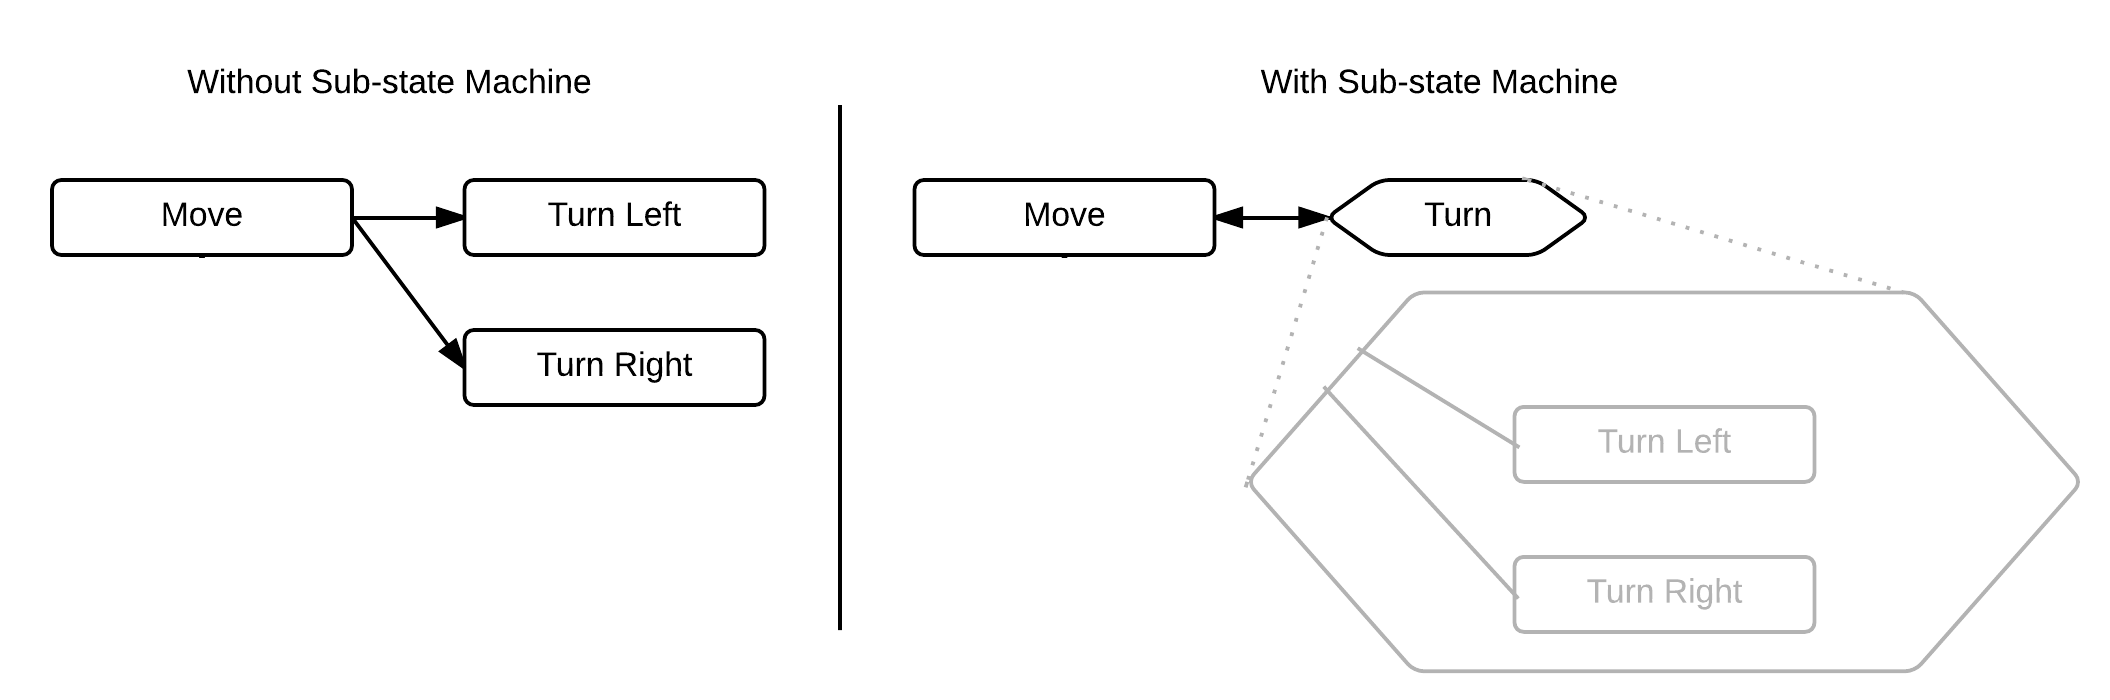 Without Sub-state Machine
Move
Turn Left
Turn Right
With Sub-state Machine
Move
Turn
Turn Left
Turn Right